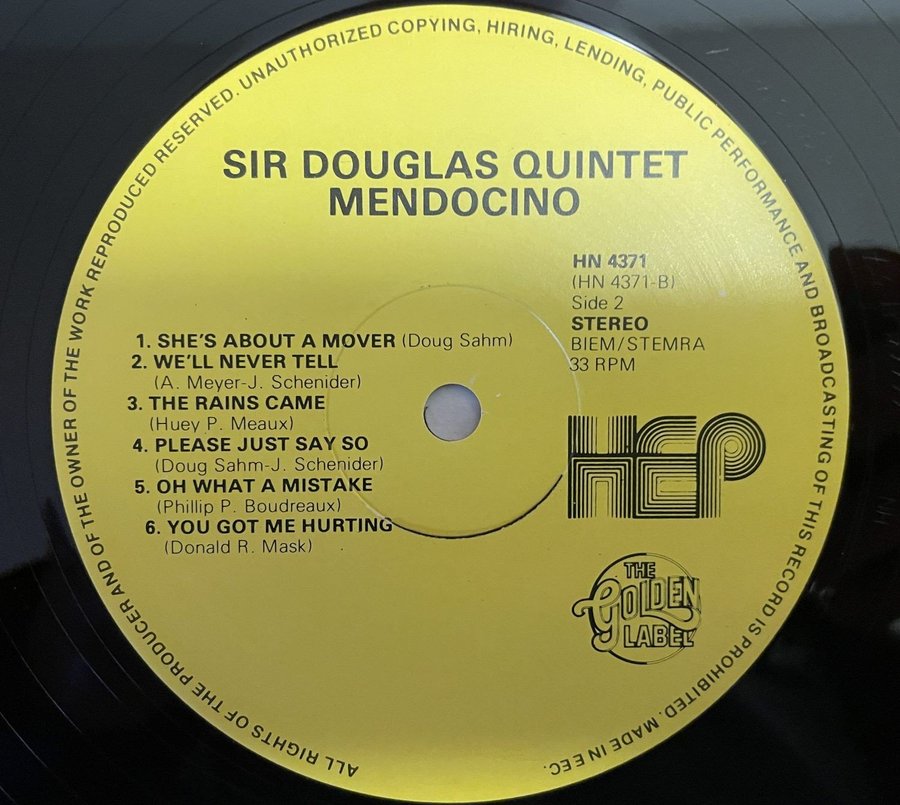 ALL RIGHTS OF THE PRODUCER AND OF THE OWNER OF THE WORK REPRODUCED RESERVED. UNAUTHORIZED COPYING, HIRING, LENDING, PUBLIC PERFORMANCE AND BROADCASTING OF THIS RECORD IS PROHIBITED. MADE IN EEC.
SIR DOUGLAS QUINTET
MENDOCINO
HN 4371
(HN 4371-B)
Side 2
STEREO
BIEM/STEMRA
33 RPM
1. SHE'S ABOUT A MOVER (Doug Sahm)
2. WE'LL NEVER TELL
(A. Meyer-J. Schenider)
3. THE RAINS CAME
(Huey P. Meaux)
4. PLEASE JUST SAY SO
(Doug Sahm-J. Schenider)
5. OH WHAT A MISTAKE
(Phillip P. Boudreaux)
6. YOU GOT ME HURTING
(Donald R. Mask)
HEP
THE
GOLDEN
LABEL